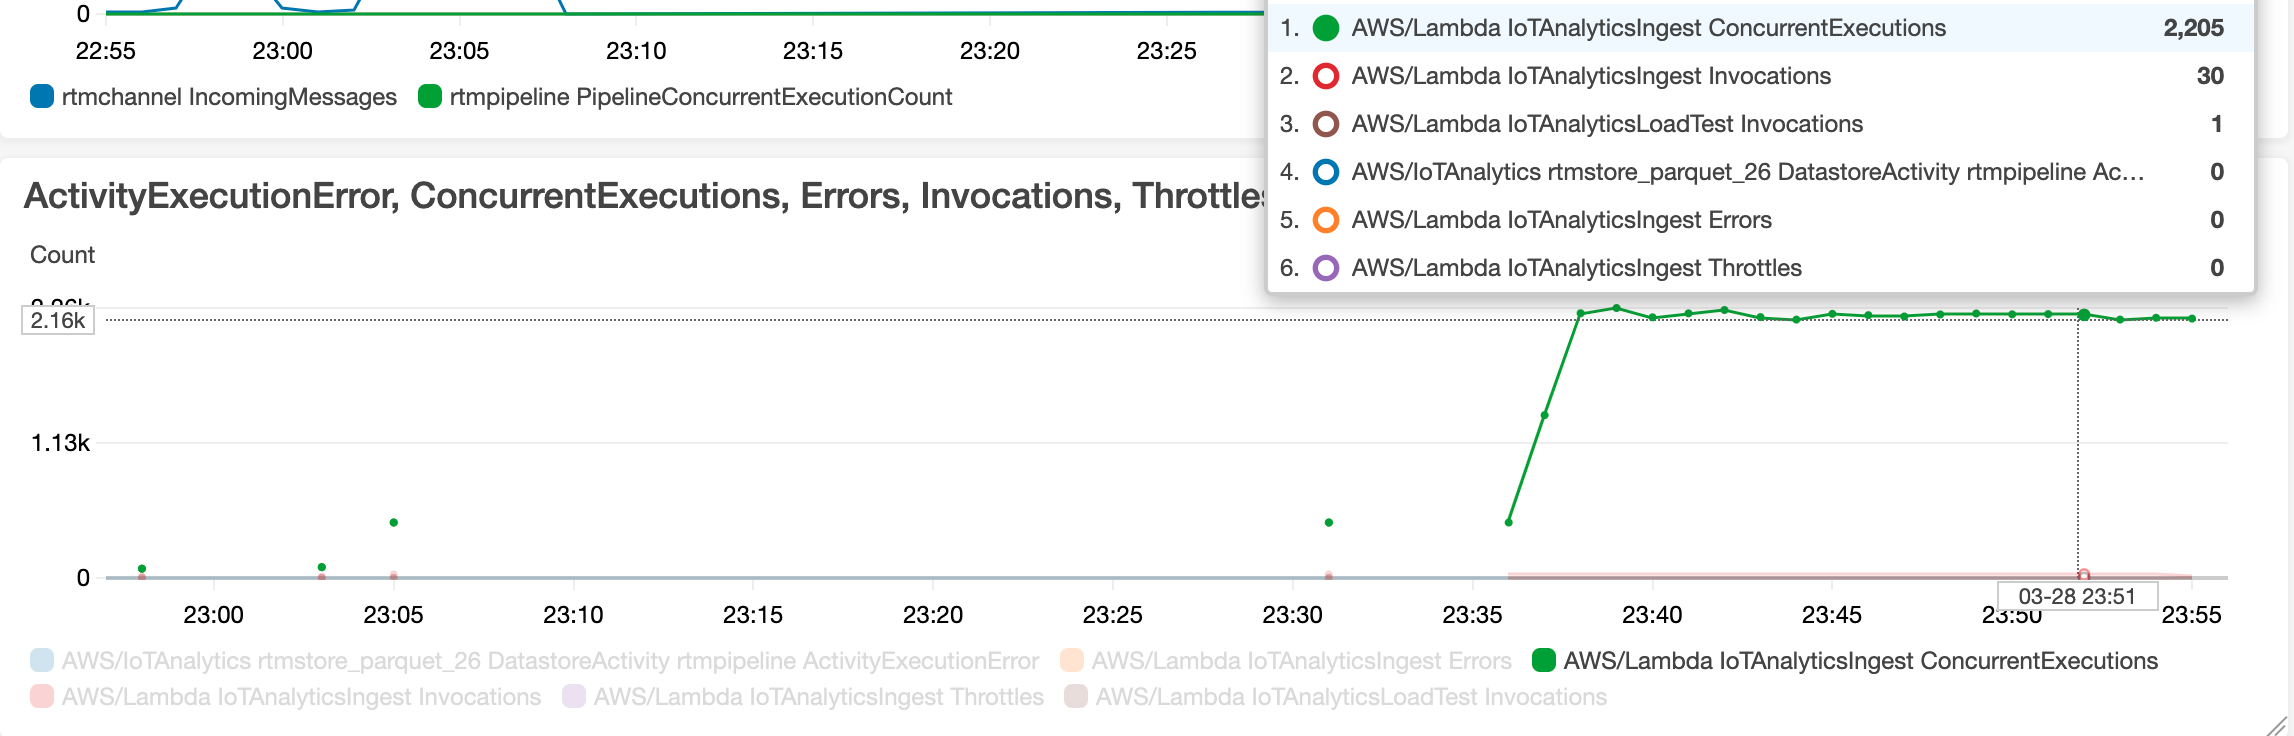 0
22:55 23:00 23:05 23:10 23:15 23:20 23:25
rtmchannel IncomingMessages rtmpipeline PipelineConcurrentExecutionCount
1. AWS/Lambda IoTAnalyticsIngest ConcurrentExecutions 2,205
2. AWS/Lambda IoTAnalyticsIngest Invocations 30
3. AWS/Lambda IoTAnalyticsLoadTest Invocations 1
4. AWS/IoTAnalytics rtmstore_parquet_26 DatastoreActivity rtmpipeline Ac... 0
5. AWS/Lambda IoTAnalyticsIngest Errors 0
6. AWS/Lambda IoTAnalyticsIngest Throttles 0
ActivityExecutionError, ConcurrentExecutions, Errors, Invocations, Throttles
Count
2.16k
1.13k
0
03-28 23:51
23:00 23:05 23:10 23:15 23:20 23:25 23:30 23:35 23:40 23:45 23:50 23:55
AWS/IoTAnalytics rtmstore_parquet_26 DatastoreActivity rtmpipeline ActivityExecutionError AWS/Lambda IoTAnalyticsIngest Errors AWS/Lambda IoTAnalyticsIngest ConcurrentExecutions
AWS/Lambda IoTAnalyticsIngest Invocations AWS/Lambda IoTAnalyticsIngest Throttles AWS/Lambda IoTAnalyticsLoadTest Invocations